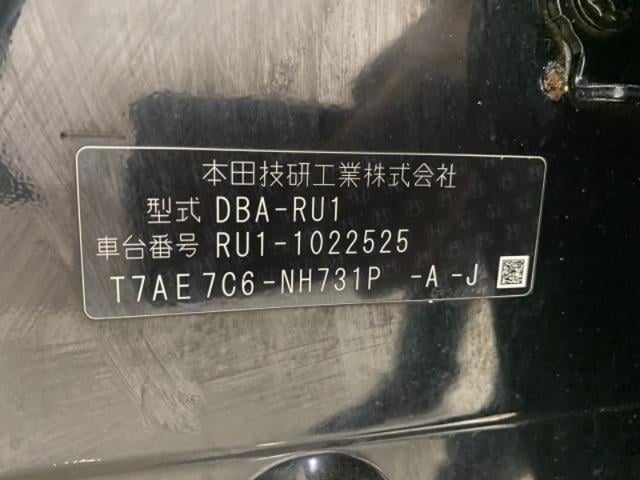 本田技研工業株式会社
型式 DBA-RU1
車台番号 RU1-1022525
T7AE 7C6-NH731P -A-J